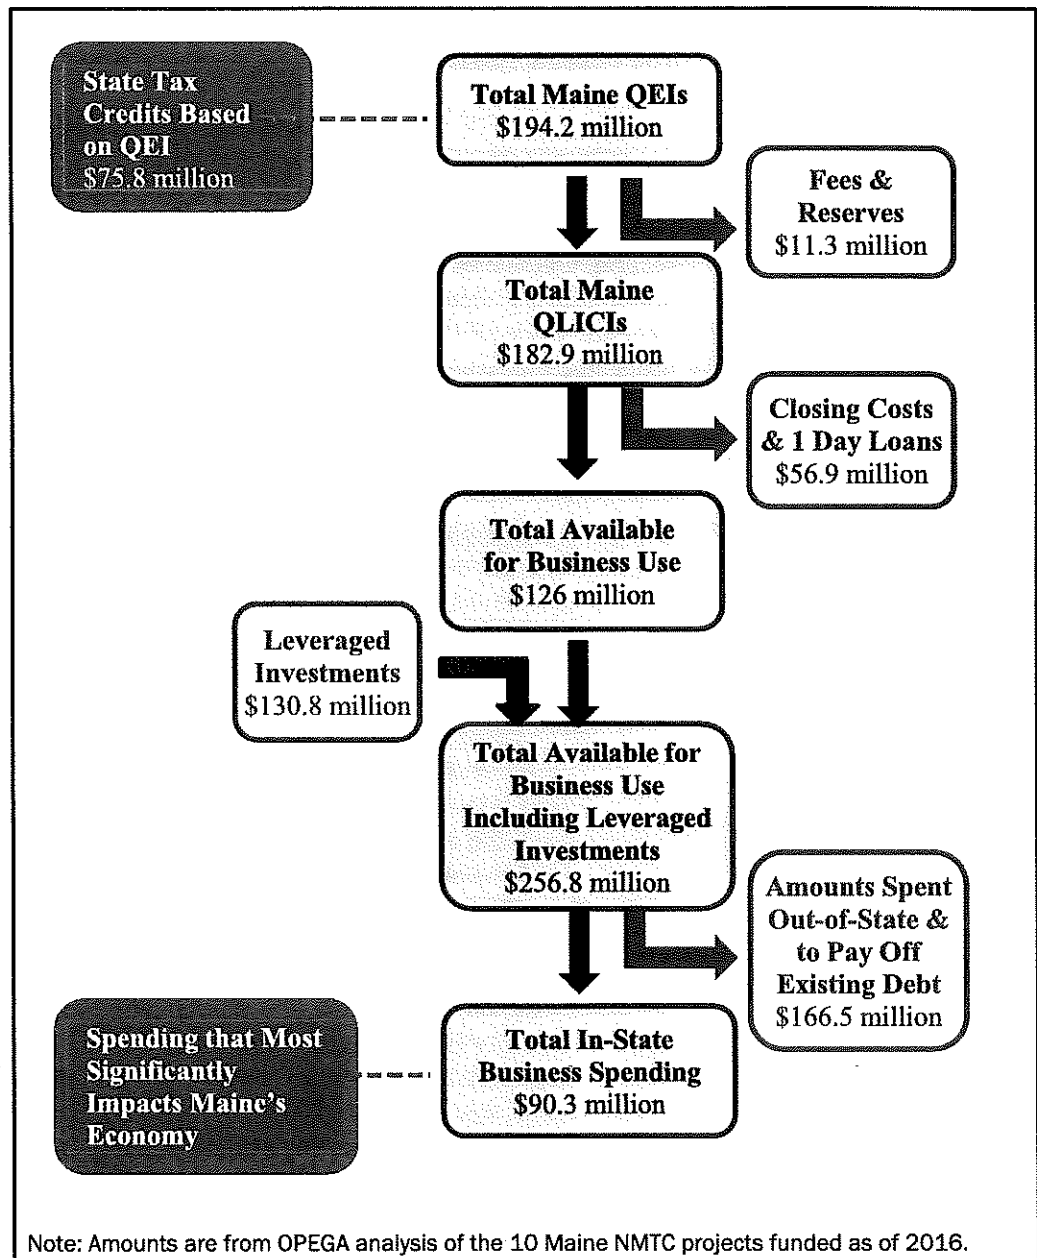 State Tax
Credits Based
on QEI
$75.8 million
Total Maine QEIs
$194.2 million
Fees &
Reserves
$11.3 million
Total Maine
QLICIs
$182.9 million
Closing Costs
& 1 Day Loans
$56.9 million
Total Available
for Business Use
$126 million
Leveraged
Investments
$130.8 million
Total Available for
Business Use
Including Leveraged
Investments
$256.8 million
Amounts Spent
Out-of-State &
to Pay Off
Existing Debt
$166.5 million
Spending that Most
Significantly
Impacts Maine's
Economy
Total In-State
Business Spending
$90.3 million
Note: Amounts are from OPEGA analysis of the 10 Maine NMTC projects funded as of 2016.